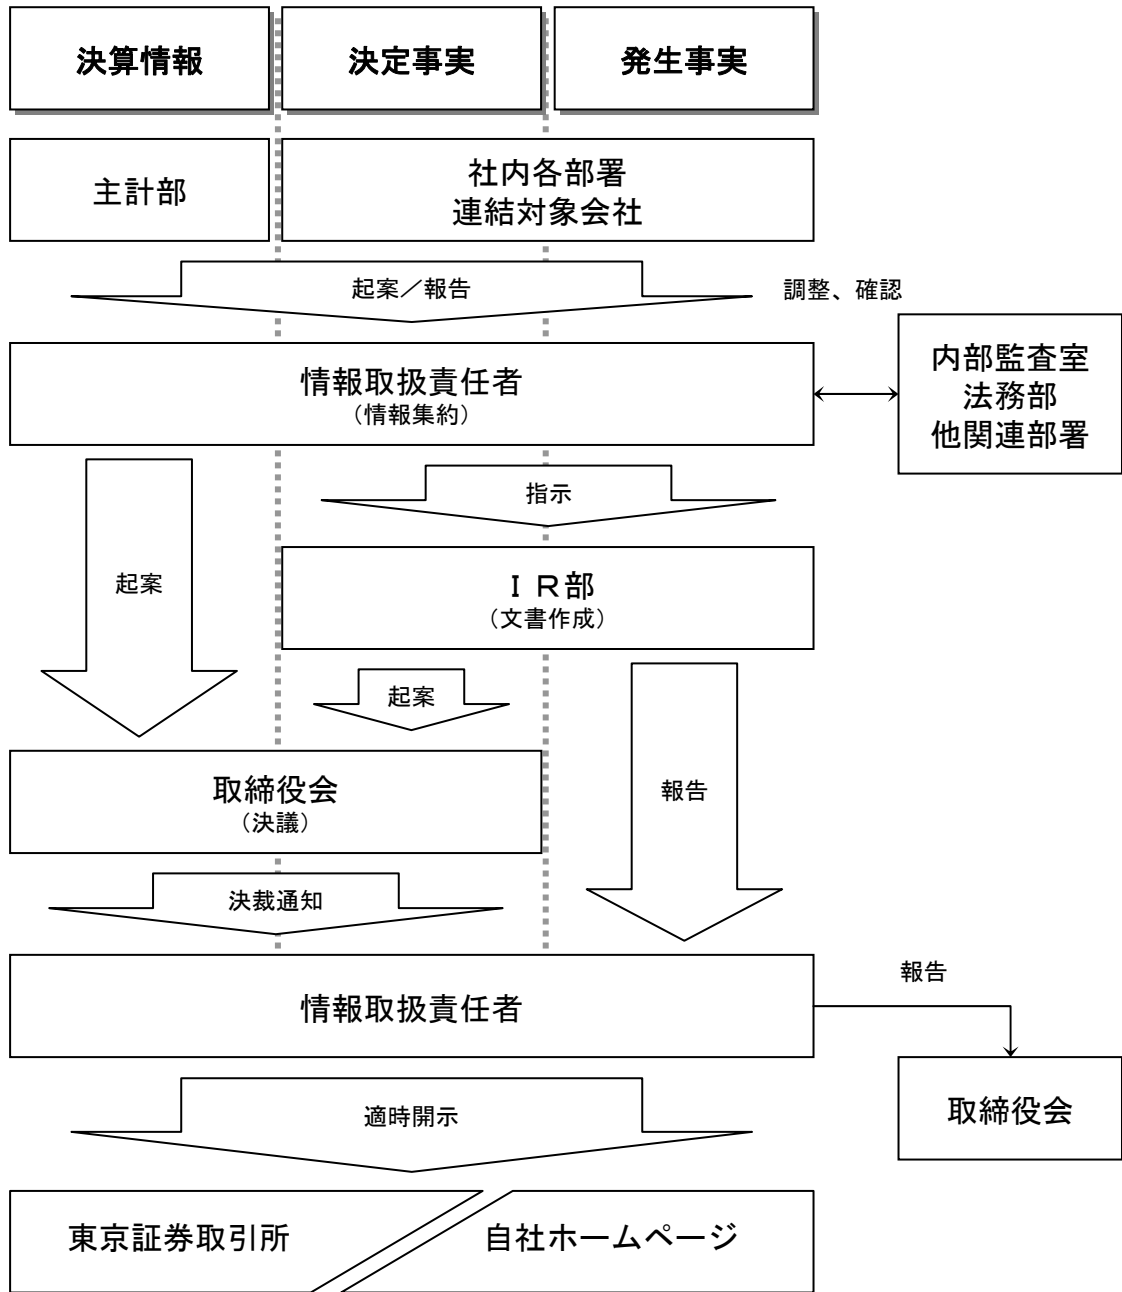 決算情報
決定事実
発生事実
主計部
社内各部署
連結対象会社
起案／報告
調整、確認
情報取扱責任者
（情報集約）
内部監査室
法務部
他関連部署
指示
起案
ＩＲ部
（文書作成）
起案
取締役会
（決議）
報告
決裁通知
情報取扱責任者
報告
取締役会
適時開示
東京証券取引所
自社ホームページ